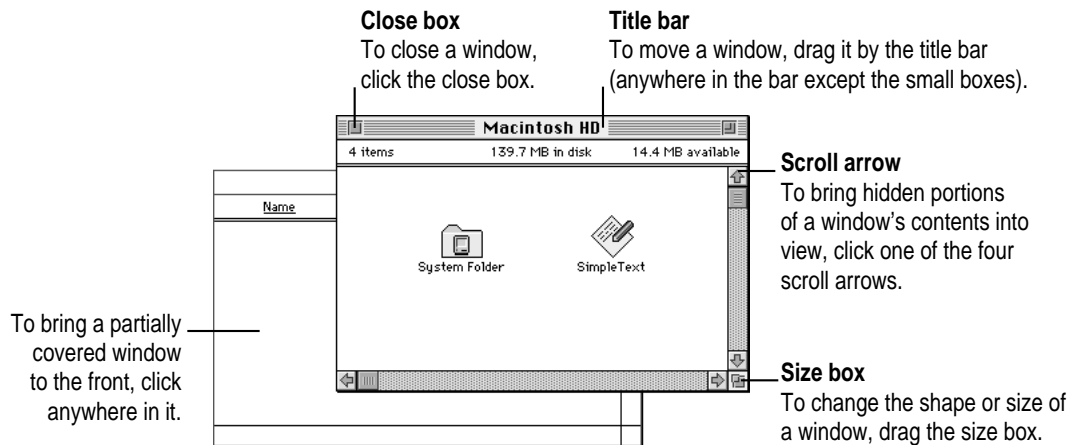 Close box
To close a window,
click the close box.
Title bar
To move a window, drag it by the title bar
(anywhere in the bar except the small boxes).
Macintosh HD
4 items 139.7 MB in disk 14.4 MB available
Name
System Folder
SimpleText
Scroll arrow
To bring hidden portions
of a window’s contents into
view, click one of the four
scroll arrows.
To bring a partially
covered window
to the front, click
anywhere in it.
Size box
To change the shape or size of
a window, drag the size box.